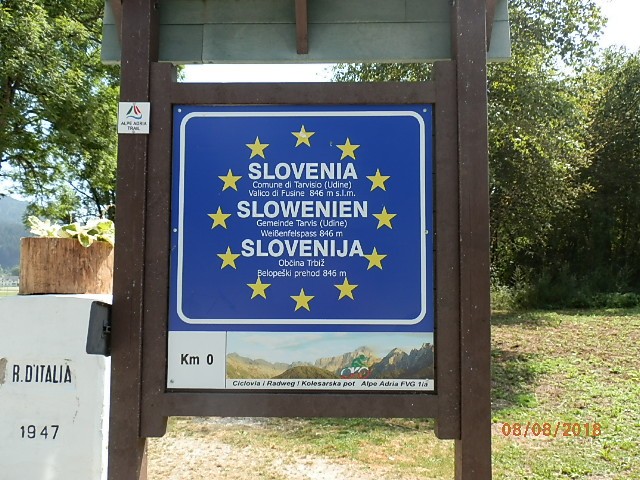 ALPE ADRIA
TRAIL
SLOVENIA
Comune di Tarvisio (Udine)
Valico di Fusine 846 m s.l.m.
SLOWENIEN
Gemeinde Tarvis (Udine)
Weißenfelspass 846 m
SLOVENIJA
Občina Trbiž
Belopeški prehod 846 m
Km 0
FVG
Ciclovia i Radweg i Kolesarska pot Alpe Adria FVG 1/a
R.D'ITALIA
1947
08/08/2018